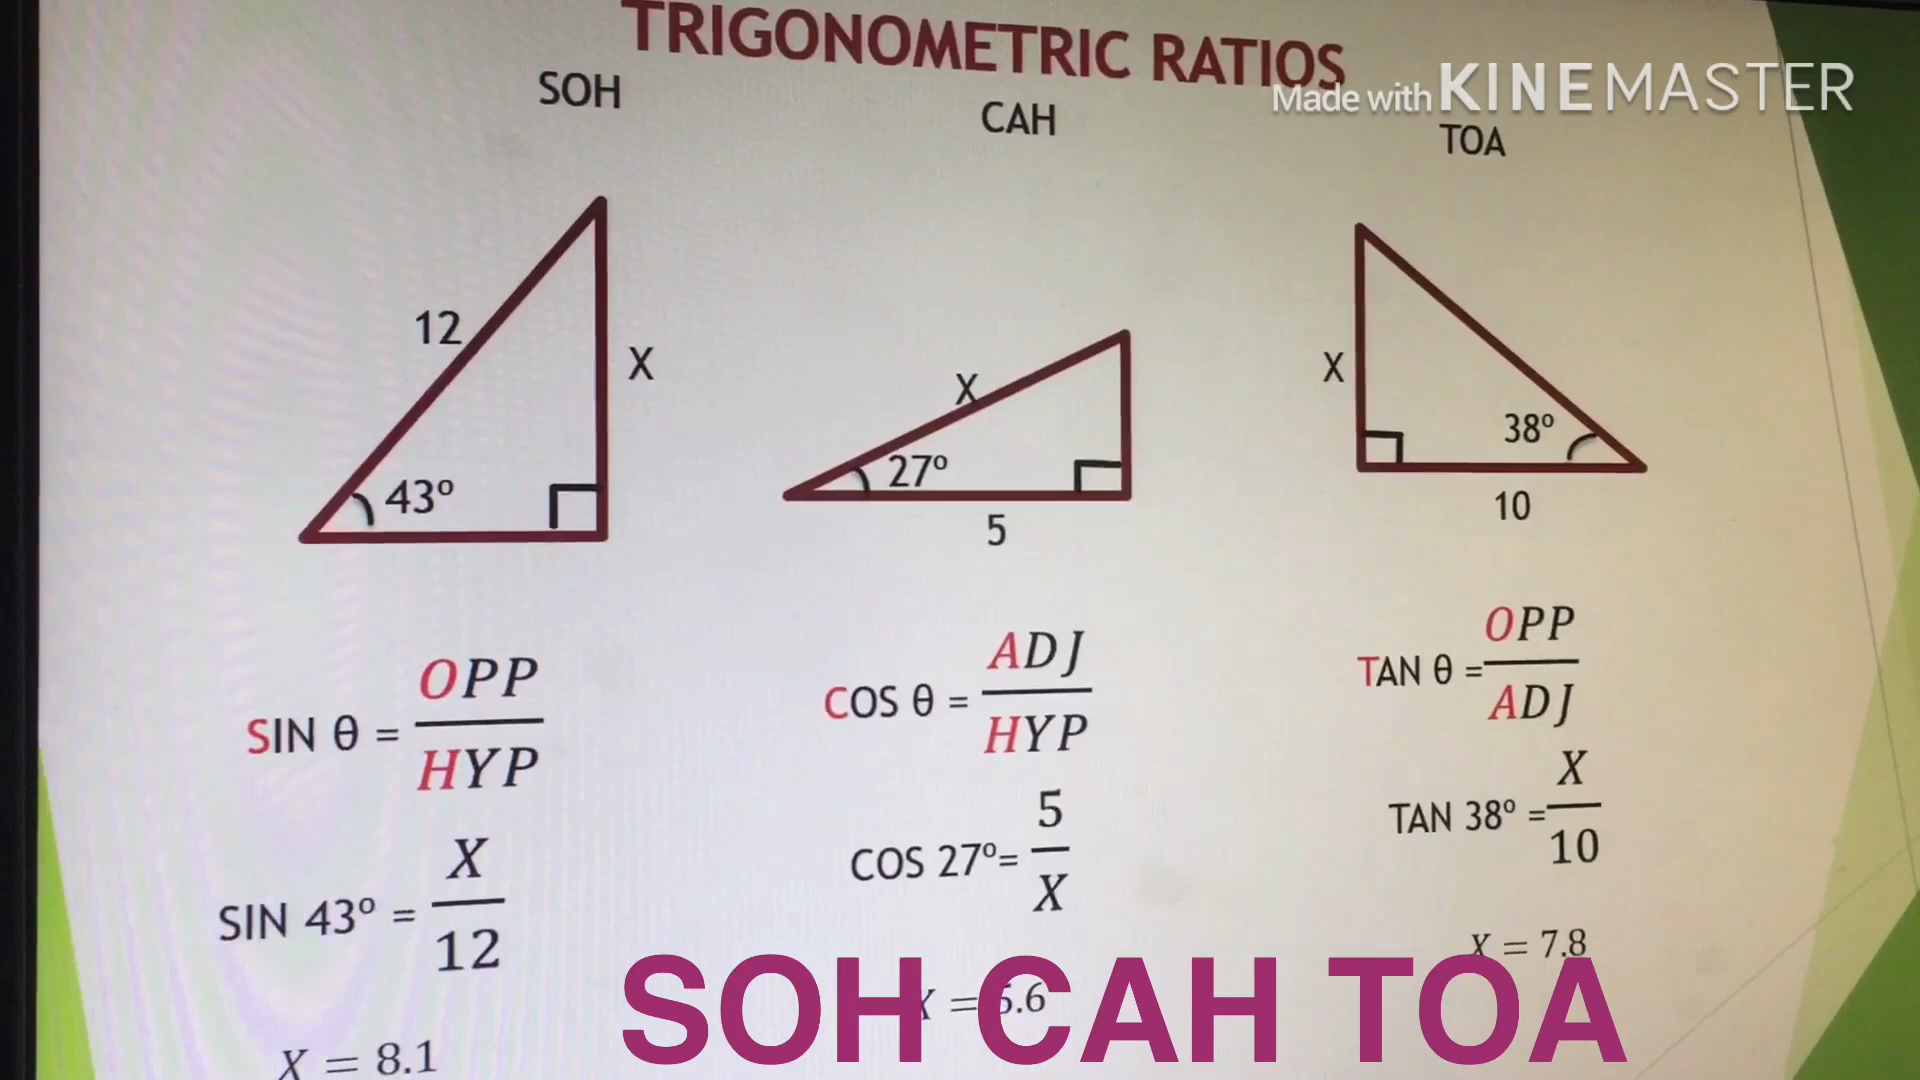 TRIGONOMETRIC RATIOS
Made with KINEMASTER
SOH
CAH
TOA
12
X
43º
X
27º
5
X
38º
10
SIN θ = OPP/HYP
SIN 43º = X/12
X = 8.1
COS θ = ADJ/HYP
COS 27º= 5/X
X = 5.6
TAN θ = OPP/ADJ
TAN 38º = X/10
X = 7.8
SOH CAH TOA